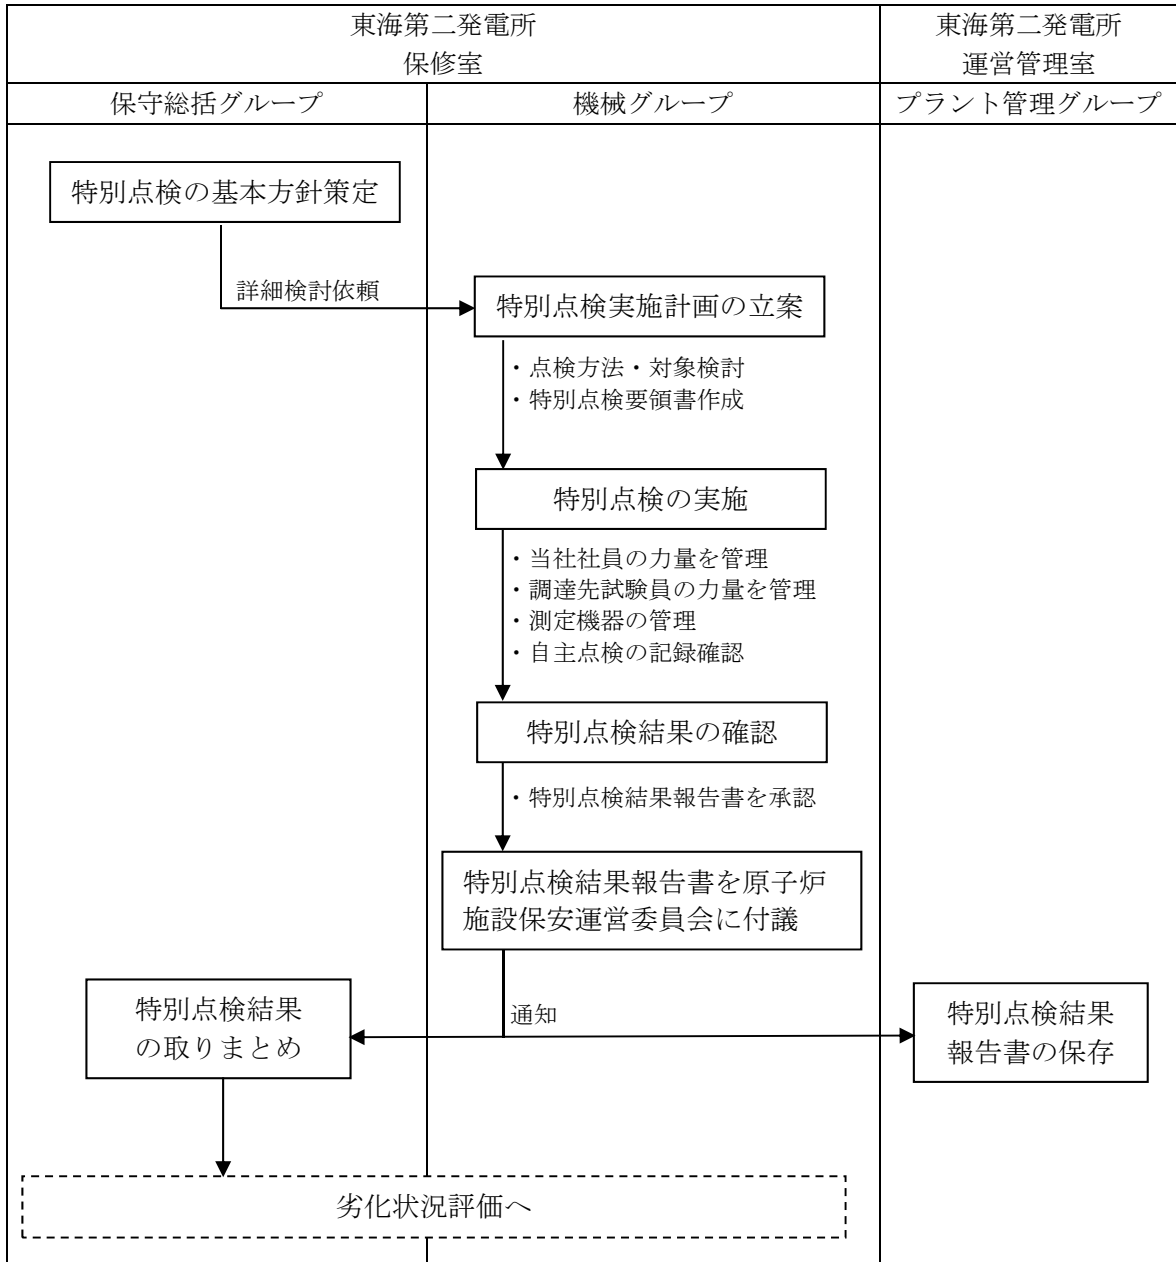 東海第二発電所
保修室
東海第二発電所
運営管理室
保守総括グループ
機械グループ
プラント管理グループ
特別点検の基本方針策定
詳細検討依頼
特別点検実施計画の立案
・点検方法・対象検討
・特別点検要領書作成
特別点検の実施
・当社社員の力量を管理
・調達先試験員の力量を管理
・測定機器の管理
・自主点検の記録確認
特別点検結果の確認
・特別点検結果報告書を承認
特別点検結果報告書を原子炉
施設保安運営委員会に付議
通知
特別点検結果
の取りまとめ
特別点検結果
報告書の保存
劣化状況評価へ